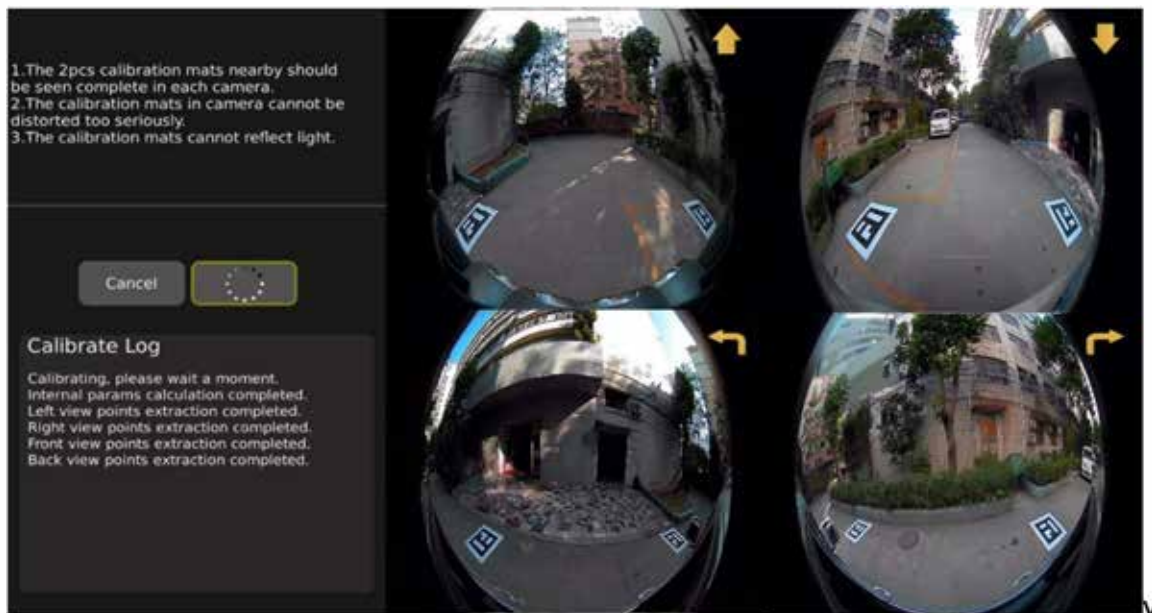 1.The 2pcs calibration mats nearby should
be seen complete in each camera.
2.The calibration mats in camera cannot be
distorted too seriously.
3.The calibration mats cannot reflect light.
Cancel
Calibrate Log
Calibrating, please wait a moment.
Internal params calculation completed.
Left view points extraction completed.
Right view points extraction completed.
Front view points extraction completed.
Back view points extraction completed.